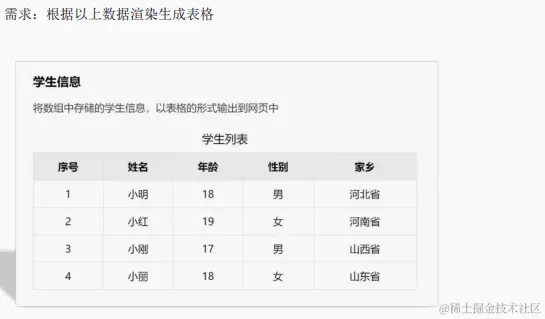 需求：根据以上数据渲染生成表格
学生信息
将数组中存储的学生信息，以表格的形式输出到网页中
学生列表
序号 姓名 年龄 性别 家乡
1 小明 18 男 河北省
2 小红 19 女 河南省
3 小刚 17 男 山西省
4 小丽 18 女 山东省
@稀土掘金技术社区